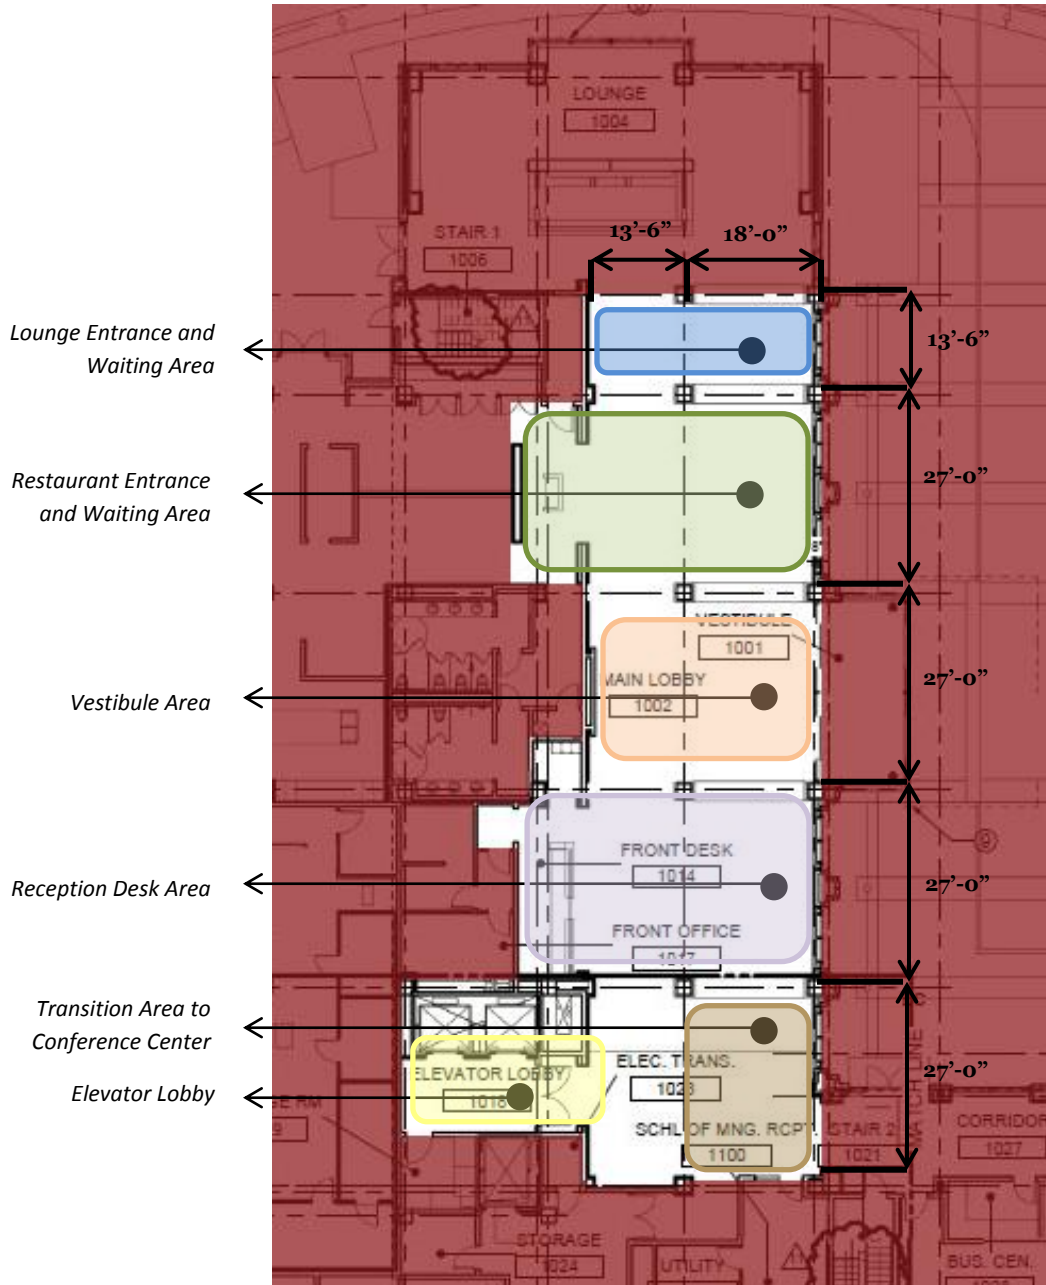 LOUNGE
1004
13'-6"
18'-0"
STAIR 1
1006
Lounge Entrance and
Waiting Area
13'-6"
Restaurant Entrance
and Waiting Area
27'-0"
VESTIBULE
1001
Vestibule Area
MAIN LOBBY
1002
27'-0"
9
FRONT DESK
1014
Reception Desk Area
27'-0"
FRONT OFFICE
1017
Transition Area to
Conference Center
ELEC. TRANS.
1023
27'-0"
Elevator Lobby
ELEVATOR LOBBY
1018
SCHL OF MNG. RCPT.
1100
STAIR 2
1021
MATCHLINE
CORRIDOR
1027
STORAGE
1024
UTILITY
BUS. CEN.